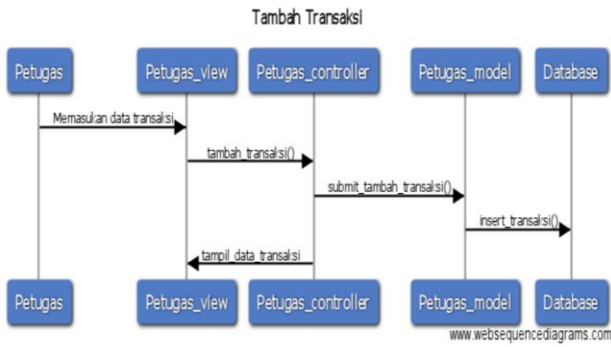 Tambah Transaksi
Petugas
Petugas_view
Petugas_controller
Petugas_model
Database
Memasukan data transaksi
tambah_transaksi()
submit_tambah_transaksi()
insert_transaksi()
tampil_data_transaksi
Petugas
Petugas_view
Petugas_controller
Petugas_model
Database
www.websequencediagrams.com